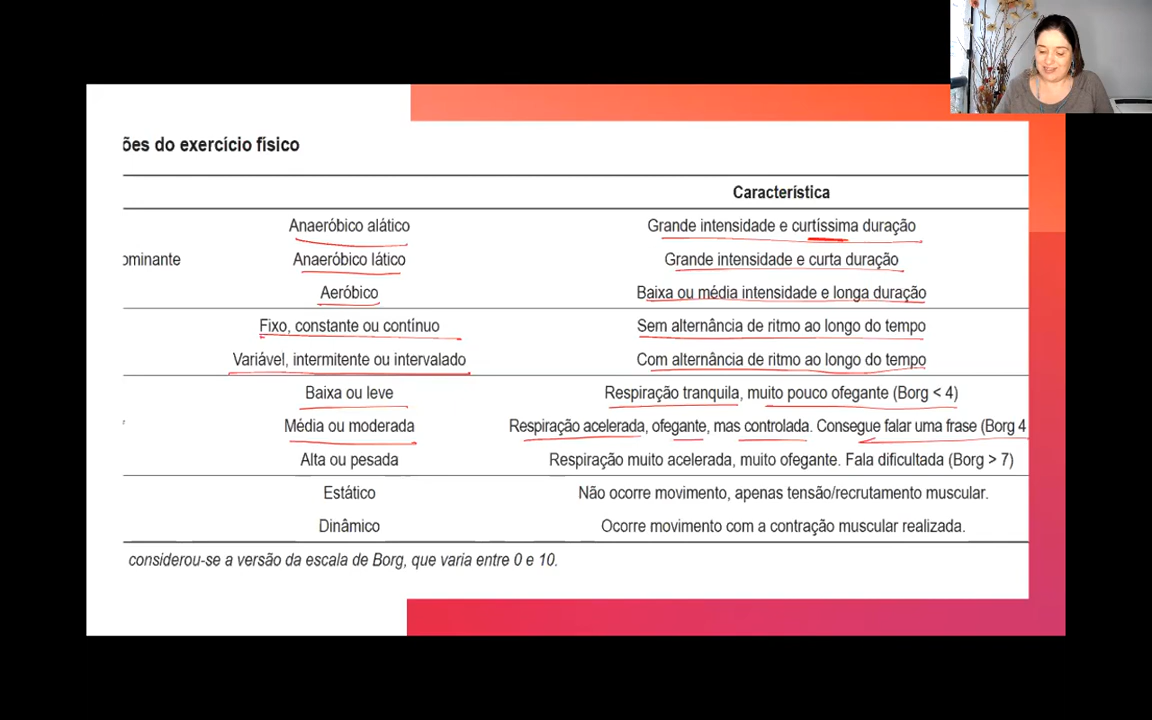 ões do exercício físico
Característica
Anaeróbico alático Grande intensidade e curtíssima duração
ominante Anaeróbico lático Grande intensidade e curta duração
Aeróbico Baixa ou média intensidade e longa duração
Fixo, constante ou contínuo Sem alternância de ritmo ao longo do tempo
Variável, intermitente ou intervalado Com alternância de ritmo ao longo do tempo
Baixa ou leve Respiração tranquila, muito pouco ofegante (Borg < 4)
Média ou moderada Respiração acelerada, ofegante, mas controlada. Consegue falar uma frase (Borg 4
Alta ou pesada Respiração muito acelerada, muito ofegante. Fala dificultada (Borg > 7)
Estático Não ocorre movimento, apenas tensão/recrutamento muscular.
Dinâmico Ocorre movimento com a contração muscular realizada.
considerou-se a versão da escala de Borg, que varia entre 0 e 10.